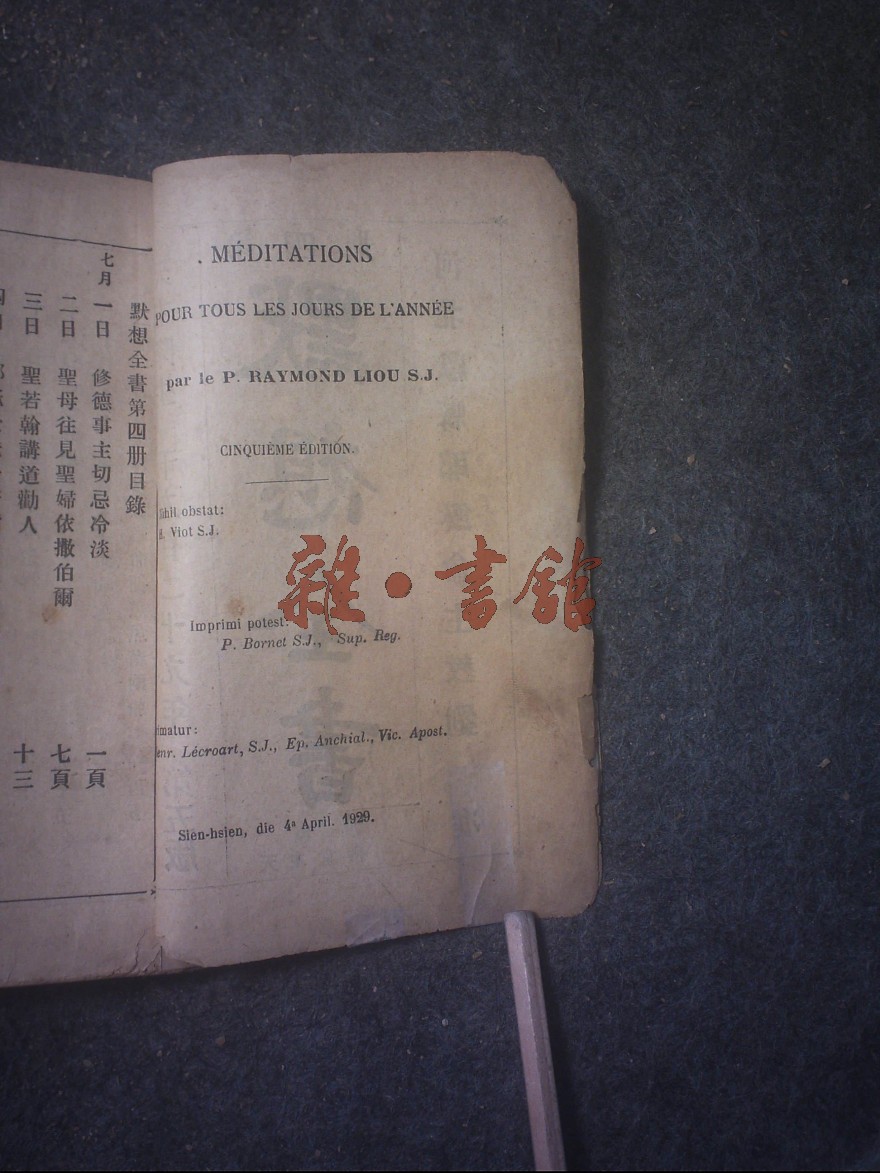 MÉDITATIONS
POUR TOUS LES JOURS DE L'ANNÉE
par le P. RAYMOND LIOU S.J.
CINQUIÈME ÉDITION.
obstat:
Viot S.J.
Imprimi potest:
P. Bornet S.J., Sup. Reg.
imatur:
enr. Lécroart, S.J., Ep. Anchial., Vic. Apost.
Sien-hsien, die 4ª April. 1929.
雜・書館
默想全書第四册目錄
七月一日 修德事主切忌冷淡 一頁
二日 聖母往見聖婦依撒伯爾 七頁
三日 聖若翰講道勸人 十三